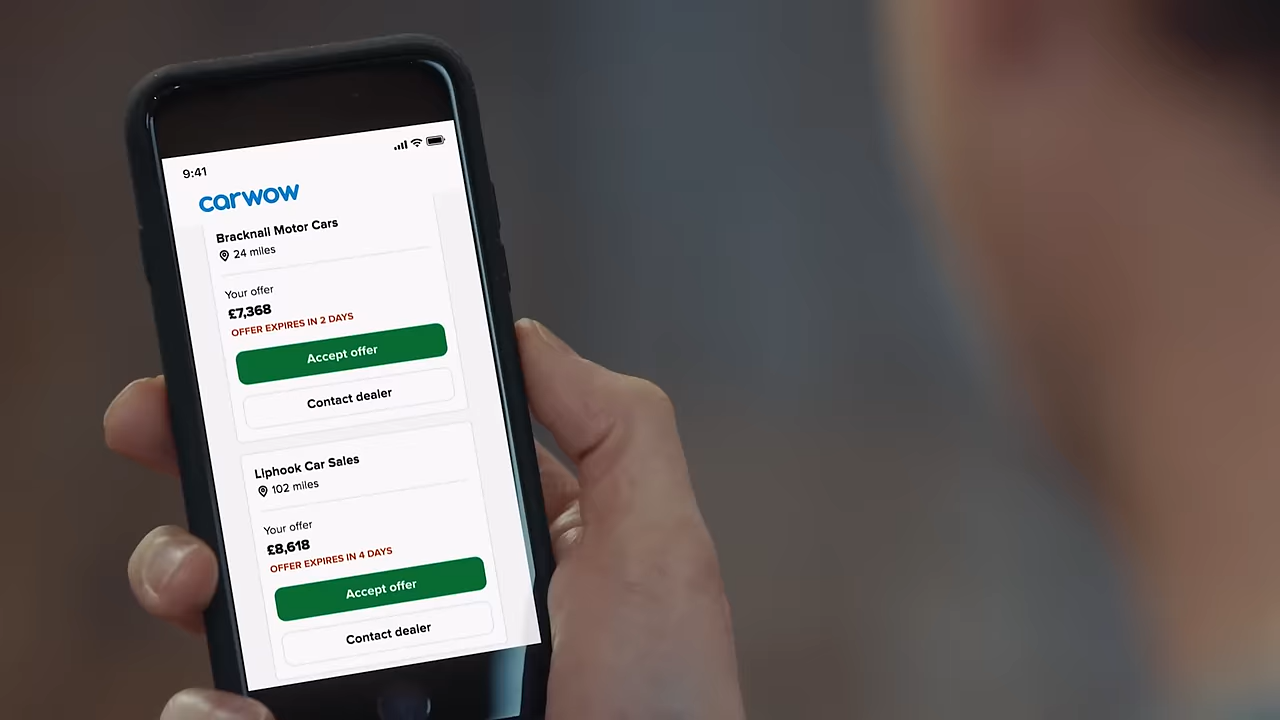 9:41
carwow
Bracknall Motor Cars
24 miles
Your offer
£7,368
OFFER EXPIRES IN 2 DAYS
Accept offer
Contact dealer
Liphook Car Sales
102 miles
Your offer
£8,618
OFFER EXPIRES IN 4 DAYS
Accept offer
Contact dealer